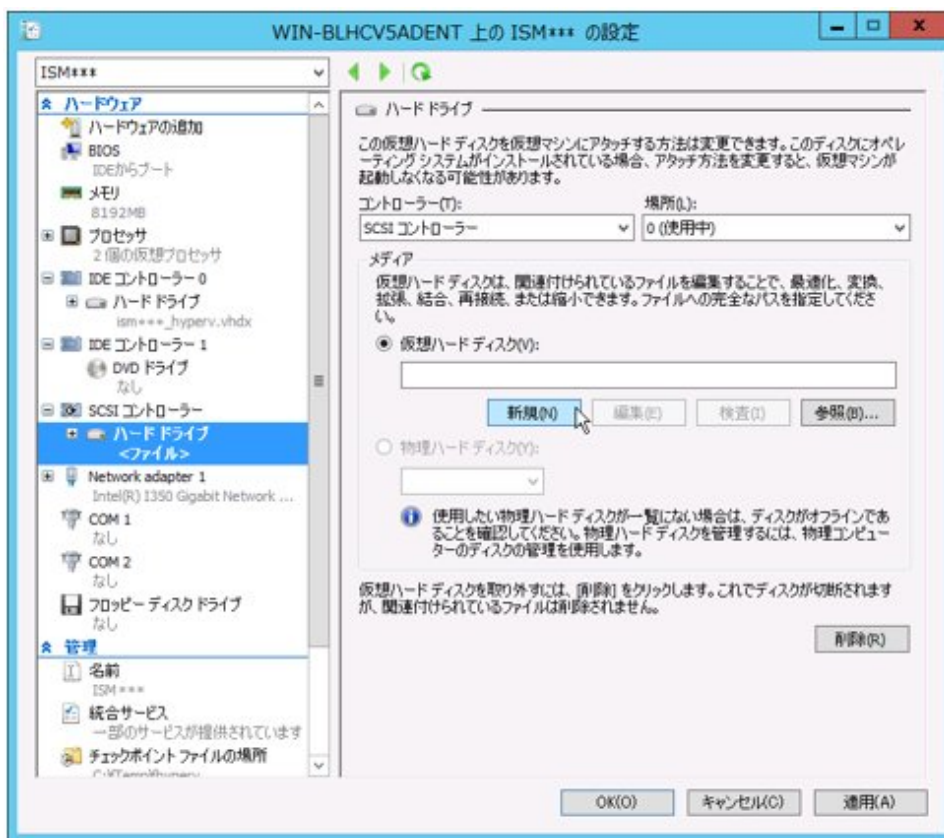 WIN-BLHCV5ADENT 上の ISM*** の設定
ISM***
ハードウェア
ハードウェアの追加
BIOS
IDEからブート
メモリ
8192MB
プロセッサ
2 個の仮想プロセッサ
IDE コントローラー 0
ハード ドライブ
ism***_hyperv.vhdx
IDE コントローラー 1
DVD ドライブ
なし
SCSI コントローラー
ハード ドライブ
<ファイル>
Network adapter 1
Intel(R) I350 Gigabit Network ...
COM 1
なし
COM 2
なし
フロッピー ディスク ドライブ
なし
管理
名前
ISM***
統合サービス
一部のサービスが提供されています
チェックポイント ファイルの場所
C:¥Temp¥hyperv
ハード ドライブ
この仮想ハード ディスクを仮想マシンにアタッチする方法は変更できます。このディスクにオペレ
ーティング システムがインストールされている場合、アタッチ方法を変更すると、仮想マシンが
起動しなくなる可能性があります。
コントローラー(T):
場所(L):
SCSI コントローラー
0 (使用中)
メディア
仮想ハード ディスクは、関連付けられているファイルを編集することで、最適化、変換、
拡張、結合、再接続、または縮小できます。ファイルへの完全なパスを指定してくださ
い。
仮想ハード ディスク(V):
新規(N)
編集(E)
検査(I)
参照(B)...
物理ハード ディスク(Y):
使用したい物理ハード ディスクが一覧にない場合は、ディスクがオフラインであ
ることを確認してください。物理ハード ディスクを管理するには、物理コンピュー
ターのディスクの管理を使用します。
仮想ハード ディスクを取り外すには、[削除] をクリックします。これでディスクが切断されます
が、関連付けられているファイルは削除されません。
削除(R)
OK(O)
キャンセル(C)
適用(A)